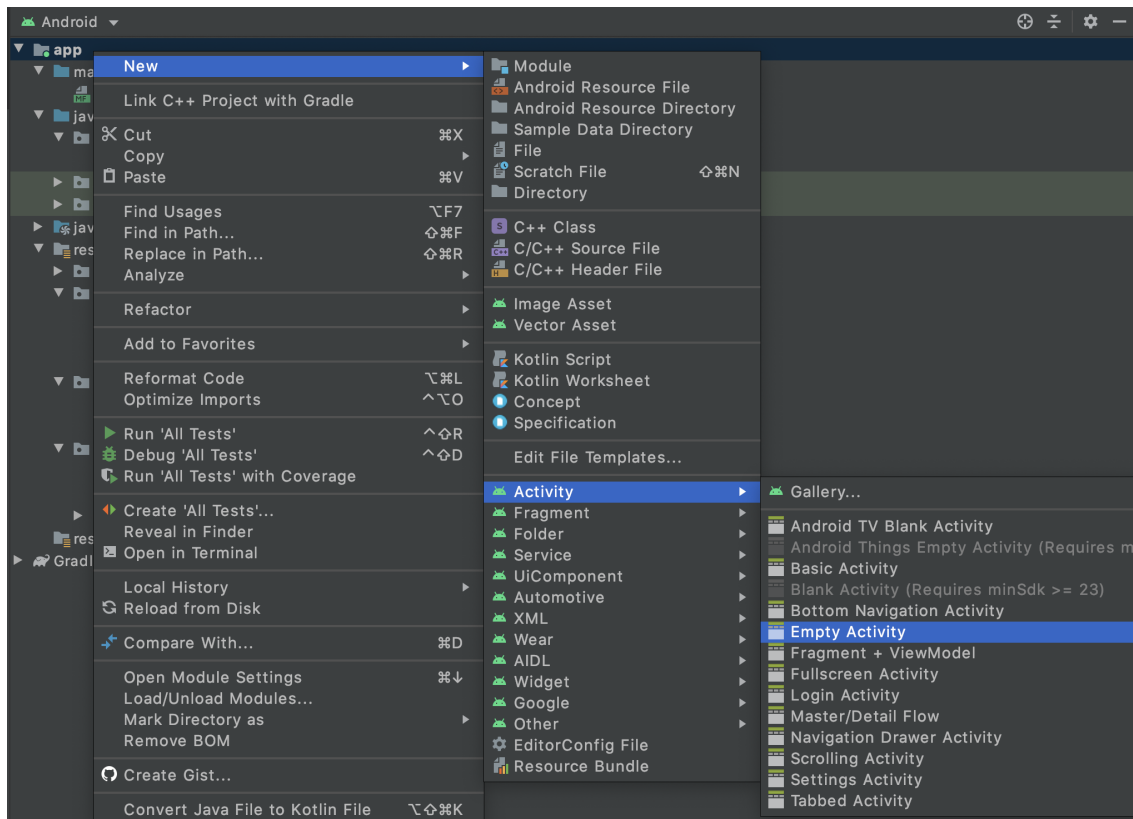 Android
app
New
Link C++ Project with Gradle
Cut ⌘X
Copy
Paste ⌘V
Find Usages ⌥F7
Find in Path... ⇧⌘F
Replace in Path... ⇧⌘R
Analyze
Refactor
Add to Favorites
Reformat Code ⌥⌘L
Optimize Imports ^⌥O
Run 'All Tests' ^⇧R
Debug 'All Tests' ^⇧D
Run 'All Tests' with Coverage
Create 'All Tests'...
Reveal in Finder
Open in Terminal
Local History
Reload from Disk
Compare With... ⌘D
Open Module Settings ⌘↓
Load/Unload Modules...
Mark Directory as
Remove BOM
Create Gist...
Convert Java File to Kotlin File ⌥⇧⌘K
ma
jav
jav
res
res
Gradl
Module
Android Resource File
Android Resource Directory
Sample Data Directory
File
Scratch File ⇧⌘N
Directory
C++ Class
C/C++ Source File
C/C++ Header File
Image Asset
Vector Asset
Kotlin Script
Kotlin Worksheet
Concept
Specification
Edit File Templates...
Activity
Fragment
Folder
Service
UiComponent
Automotive
XML
Wear
AIDL
Widget
Google
Other
EditorConfig File
Resource Bundle
Gallery...
Android TV Blank Activity
Android Things Empty Activity (Requires m
Basic Activity
Blank Activity (Requires minSdk >= 23)
Bottom Navigation Activity
Empty Activity
Fragment + ViewModel
Fullscreen Activity
Login Activity
Master/Detail Flow
Navigation Drawer Activity
Scrolling Activity
Settings Activity
Tabbed Activity